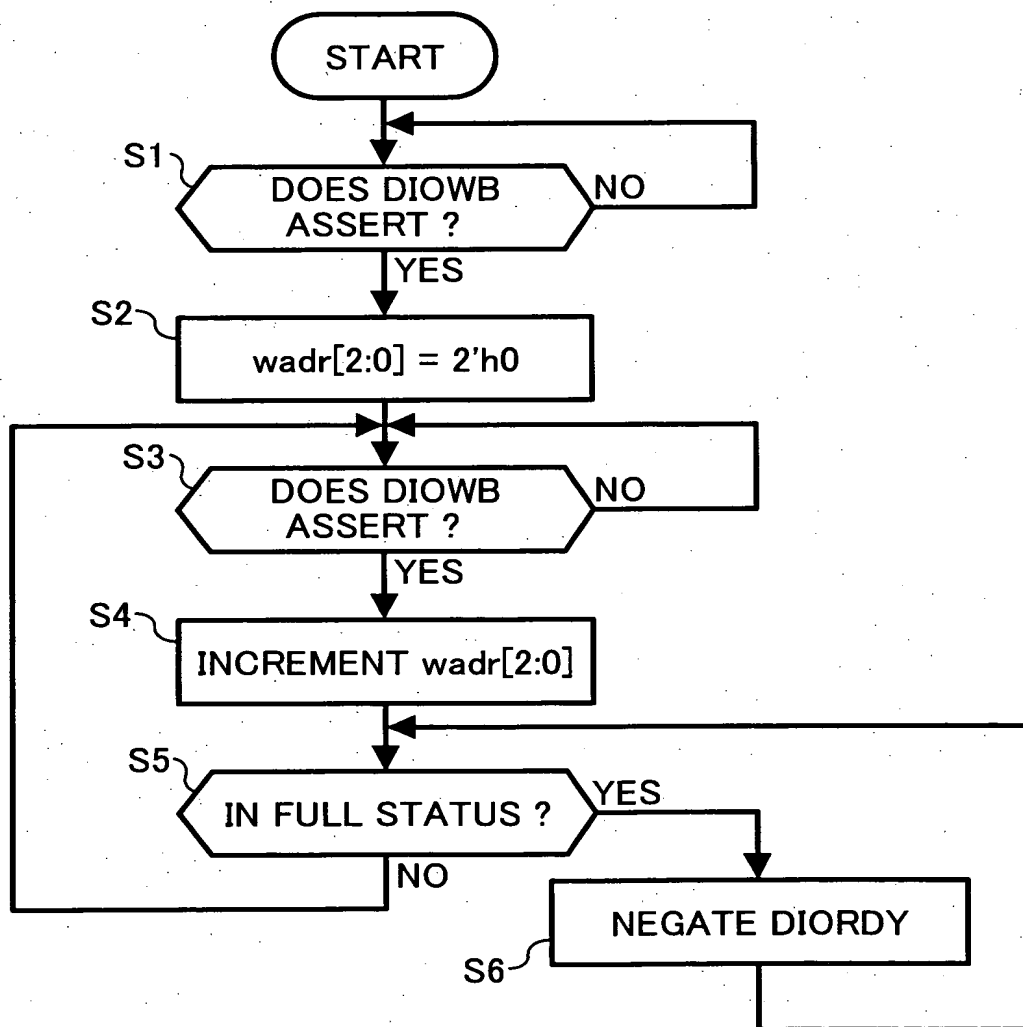 START
S1
DOES DIOWB
ASSERT ?
NO
YES
S2
wadr[2:0] = 2'h0
S3
DOES DIOWB
ASSERT ?
NO
YES
S4
INCREMENT wadr[2:0]
S5
IN FULL STATUS ?
YES
NO
NEGATE DIORDY
S6